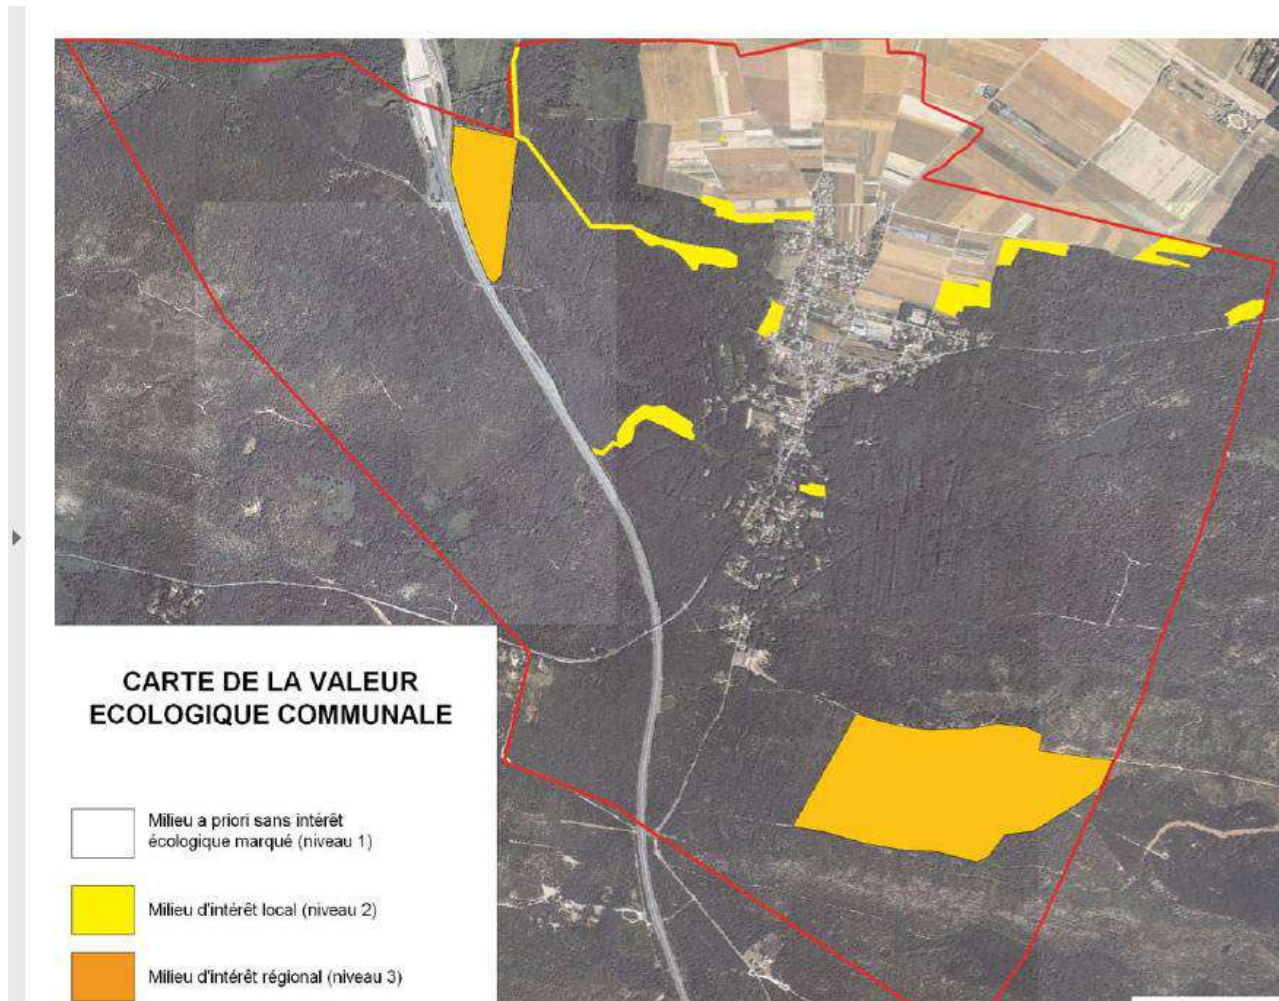 CARTE DE LA VALEUR
ECOLOGIQUE COMMUNALE
Milieu a priori sans intérêt
écologique marqué (niveau 1)
Milieu d'intérêt local (niveau 2)
Milieu d'intérêt régional (niveau 3)